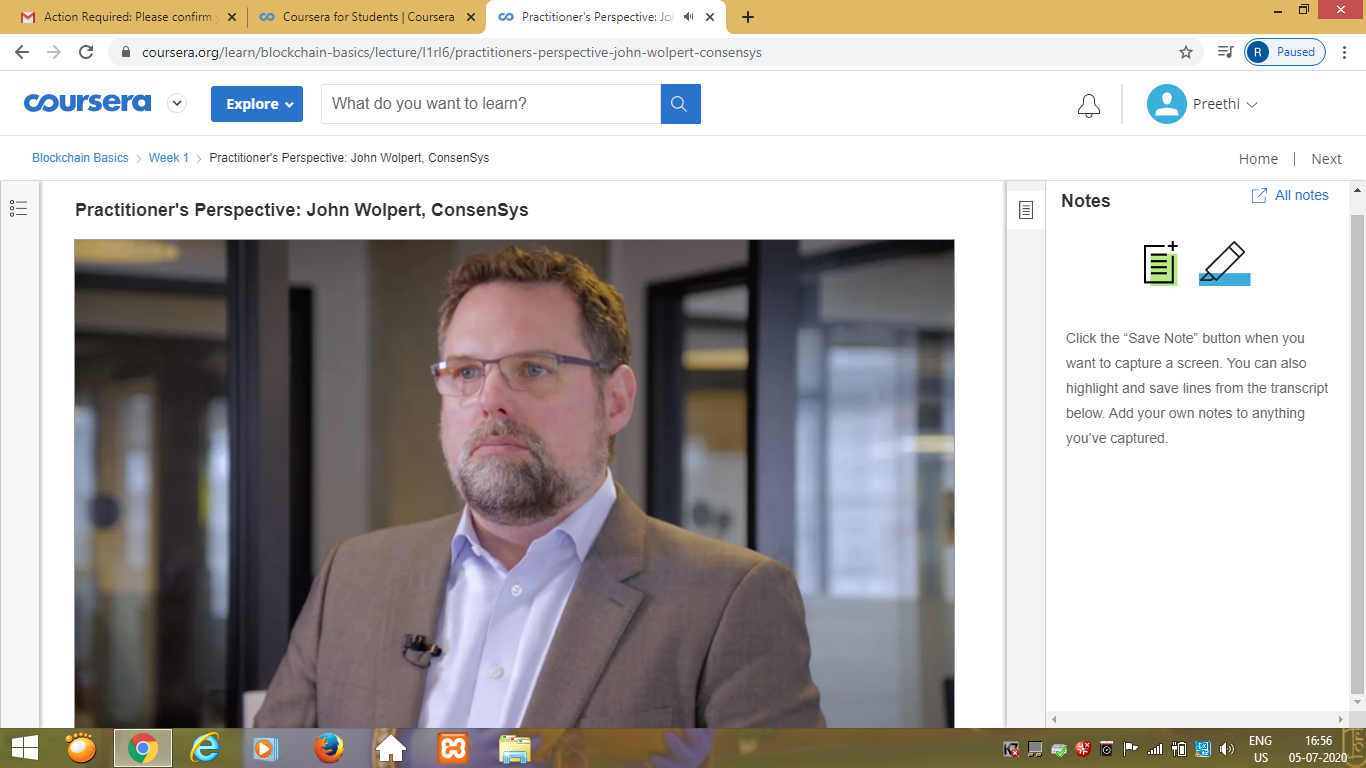 Action Required: Please confirm
Coursera for Students | Coursera
Practitioner's Perspective: Jo
coursera.org/learn/blockchain-basics/lecture/l1rl6/practitioners-perspective-john-wolpert-consensys
R Paused
coursera
Explore
What do you want to learn?
Preethi
Blockchain Basics
Week 1
Practitioner's Perspective: John Wolpert, ConsenSys
Home | Next
Practitioner's Perspective: John Wolpert, ConsenSys
Notes
All notes
Click the “Save Note” button when you
want to capture a screen. You can also
highlight and save lines from the transcript
below. Add your own notes to anything
you’ve captured.
ENG
US
16:56
05-07-2020